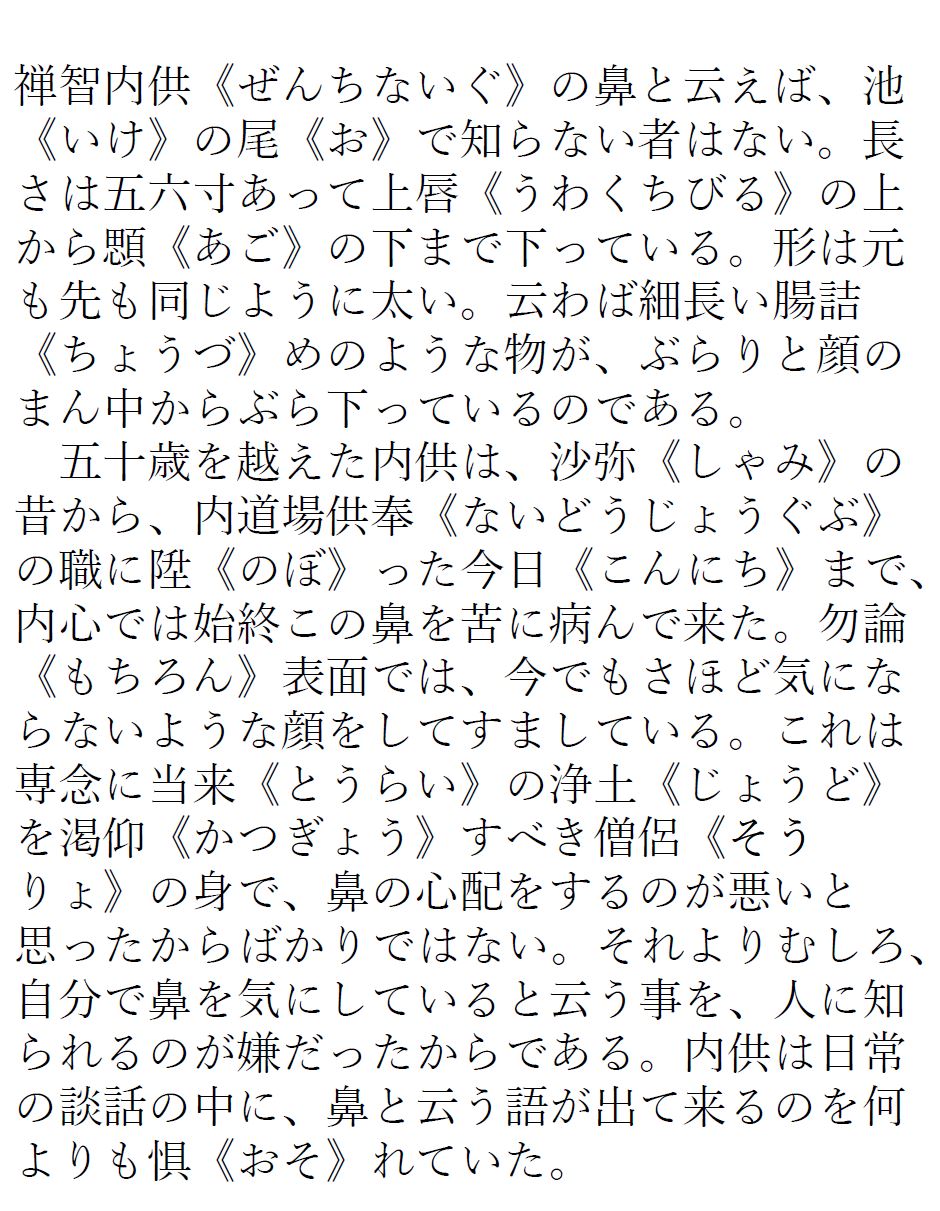 禅智内供《ぜんちないぐ》の鼻と云えば、池
《いけ》の尾《お》で知らない者はない。長
さは五六寸あって上唇《うわくちびる》の上
から顋《あご》の下まで下っている。形は元
も先も同じように太い。云わば細長い腸詰
《ちょうづ》めのような物が、ぶらりと顔の
まん中からぶら下っているのである。
　五十歳を越えた内供は、沙弥《しゃみ》の
昔から、内道場供奉《ないどうじょうぐぶ》
の職に陞《のぼ》った今日《こんにち》まで、
内心では始終この鼻を苦に病んで来た。勿論
《もちろん》表面では、今でもさほど気にな
らないような顔をしてすましている。これは
専念に当来《とうらい》の浄土《じょうど》
を渇仰《かつぎょう》すべき僧侶《そう
りょ》の身で、鼻の心配をするのが悪いと
思ったからばかりではない。それよりむしろ、
自分で鼻を気にしていると云う事を、人に知
られるのが嫌だったからである。内供は日常
の談話の中に、鼻と云う語が出て来るのを何
よりも惧《おそ》れていた。